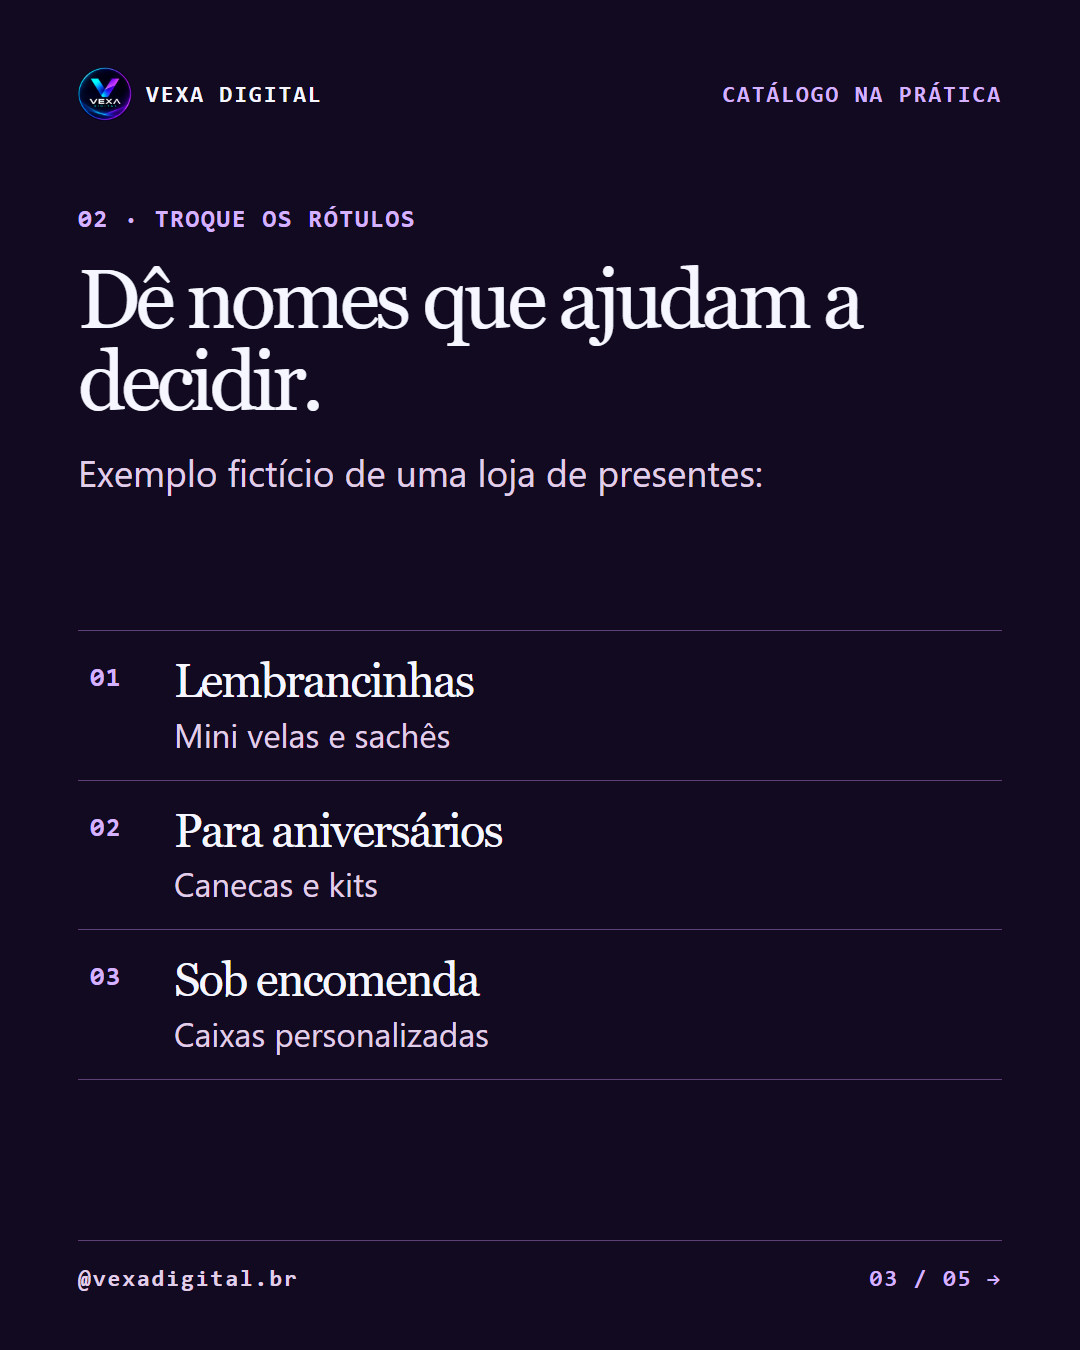 VEXA
VEXA DIGITAL
CATÁLOGO NA PRÁTICA
02 · TROQUE OS RÓTULOS
Dê nomes que ajudam a
decidir.
Exemplo fictício de uma loja de presentes:
01
Lembrancinhas
Mini velas e sachês
02
Para aniversários
Canecas e kits
03
Sob encomenda
Caixas personalizadas
@vexadigital.br
03 / 05 →